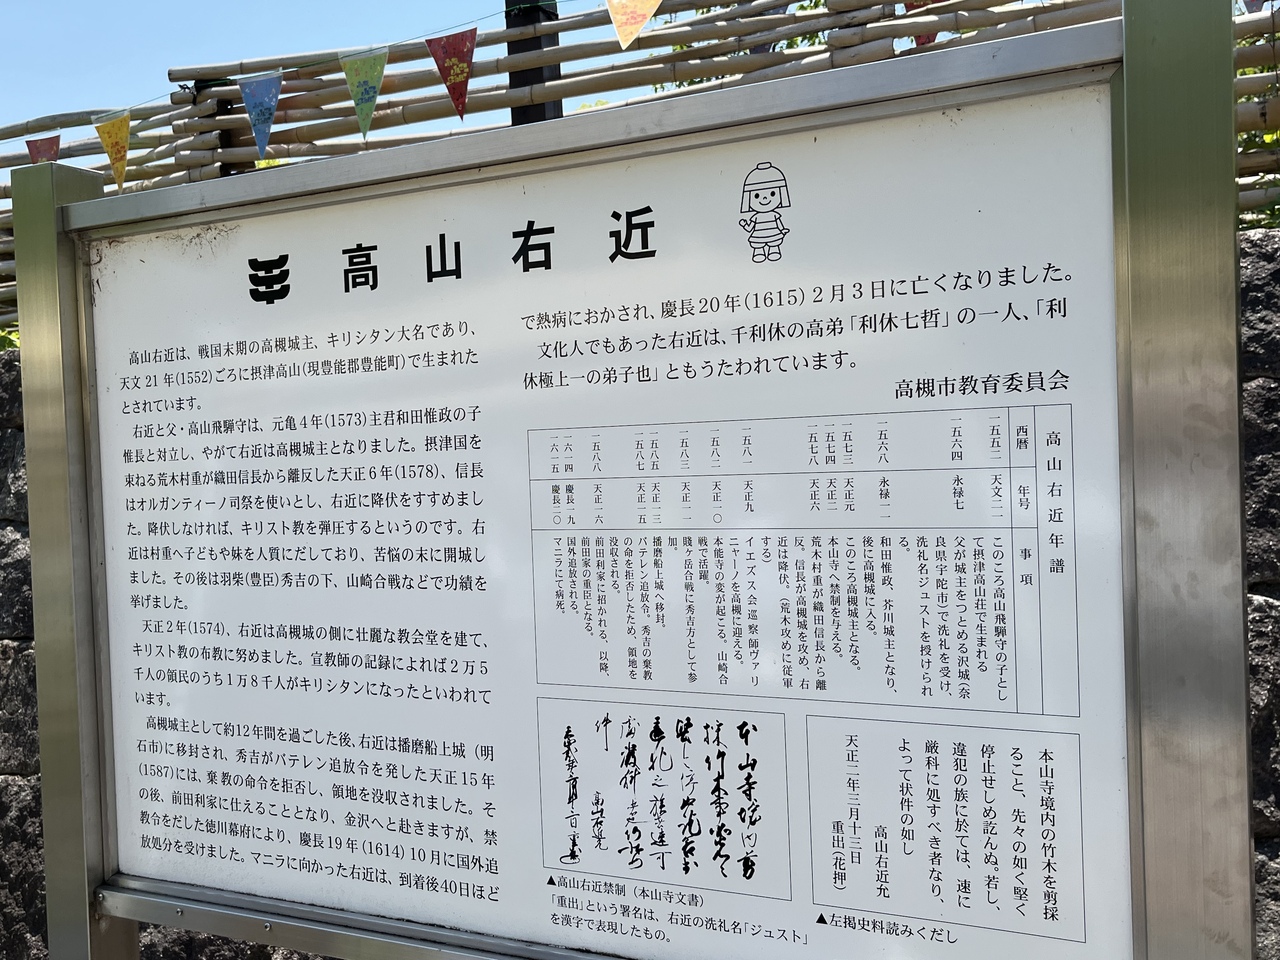 高山右近
高山右近は、戦国末期の高槻城主、キリシタン大名であり、
天文21年(1552)ごろに摂津高山(現豊能郡豊能町)で生まれた
とされています。
右近と父・高山飛騨守は、元亀4年(1573)主君和田惟政の子
惟長と対立し、やがて右近は高槻城主となりました。摂津国を
束ねる荒木村重が織田信長から離反した天正6年(1578)、信長
はオルガンティーノ司祭を使いとし、右近に降伏をすすめまし
た。降伏しなければ、キリスト教を弾圧するというのです。右
近は村重へ子どもや妹を人質にだしており、苦悩の末に開城し
ました。その後は羽柴(豊臣)秀吉の下、山崎合戦などで功績を
挙げました。
天正2年(1574)、右近は高槻城の側に壮麗な教会堂を建て、
キリスト教の布教に努めました。宣教師の記録によれば2万5
千人の領民のうち1万8千人がキリシタンになったといわれて
います。
高槻城主として約12年間を過ごした後、右近は播磨船上城(明
石市)に移封され、秀吉がバテレン追放令を発した天正15年
(1587)には、棄教の命令を拒否し、領地を没収されました。そ
の後、前田利家に仕えることとなり、金沢へと赴きますが、禁
教令をだした徳川幕府により、慶長19年(1614)10月に国外追
放処分を受けました。マニラに向かった右近は、到着後40日ほど
で熱病におかされ、慶長20年(1615)2月3日に亡くなりました。
文化人でもあった右近は、千利休の高弟「利休七哲」の一人、「利
休極上一の弟子也」ともうたわれています。
高槻市教育委員会
高山右近年譜
西暦 年号 事項
一五五二 天文二一 このころ高山飛騨守の子とし
て摂津高山荘で生まれる
一五六四 永禄七 父が城主をつとめる沢城(奈
良県宇陀市)で洗礼を受け、
洗礼名ジュストを授けられ
る。
一五六八 永禄一一 和田惟政、芥川城主となり、
後に高槻城に入る。
一五七三 天正元 このころ高槻城主となる。
一五七四 天正二 本山寺へ禁制を与える。
一五七八 天正六 荒木村重が織田信長から離
反。信長が高槻城を攻め、右
近は降伏。(荒木攻めに従軍
する)
一五八一 天正九 イエズス会巡察師ヴァリ
ニャーノを高槻に迎える。
一五八二 天正一〇 本能寺の変が起こる。山崎合
戦で活躍。
一五八三 天正一一 賤ヶ岳合戦に秀吉方として参
加。
一五八五 天正一三 播磨船上城へ移封。
一五八七 天正一五 バテレン追放令。秀吉の棄教
の命を拒否したため、領地を
没収される。
一五八八 天正一六 前田利家に招かれる、以降、
前田家の重臣となる。
一六一四 慶長一九 国外追放される。
一六一五 慶長二〇 マニラにて病死。
▲高山右近禁制(本山寺文書)
「重出」という署名は、右近の洗礼名「ジュスト」
を漢字で表現したもの。
本山寺境内の竹木を剪採
ること、先々の如く堅く
停止せしめ訖んぬ。若し、
違犯の族に於ては、速に
厳科に処すべき者なり、
よって状件の如し
高山右近允
天正二年三月十三日
重出(花押)
▲左掲史料読みくだし